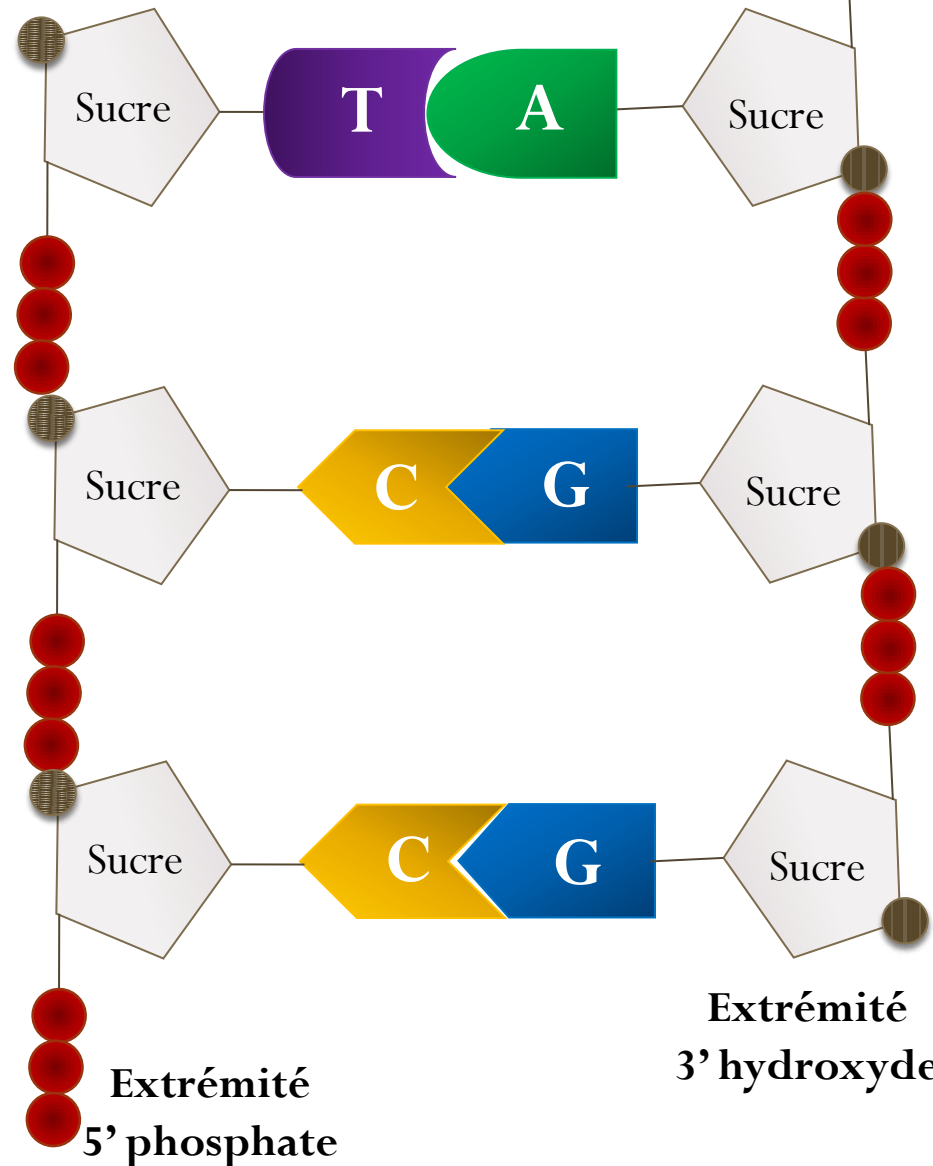 Sucre T A Sucre
Sucre C G Sucre
Sucre C G Sucre
Extrémité
3’ hydroxyde
Extrémité
5’ phosphate